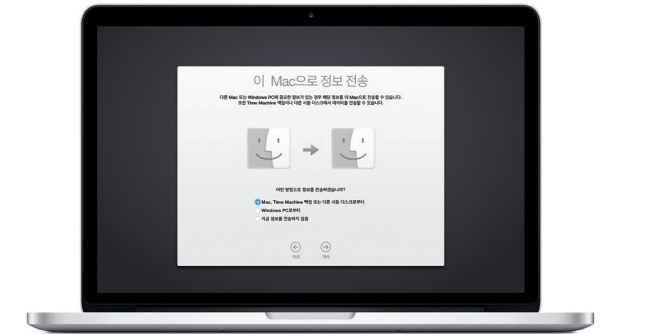 이 Mac으로 정보 전송
다른 Mac 또는 Windows PC에 중요한 정보가 있는 경우 해당 정보를 이 Mac으로 전송할 수 있습니다.
또한 Time Machine 백업이나 다른 시동 디스크에서 데이터를 전송할 수 있습니다.
어떤 방법으로 정보를 전송하겠습니까?
Mac, Time Machine 백업 또는 다른 시동 디스크로부터
Windows PC로부터
지금 정보를 전송하지 않음
뒤로 계속